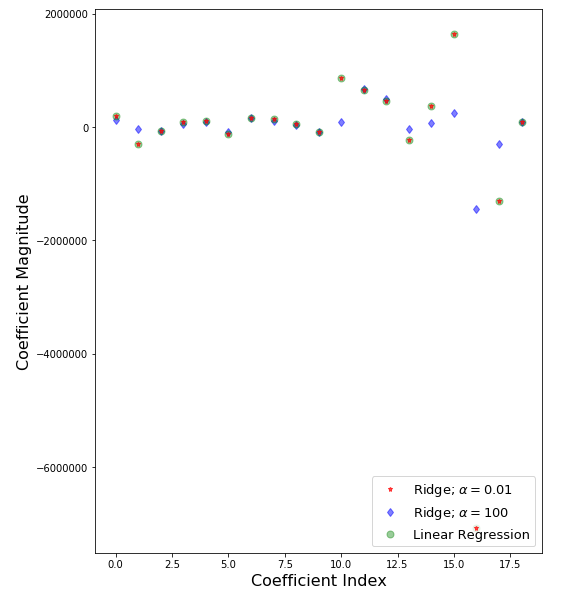 2000000
0
−2000000
−4000000
−6000000
Coefficient Magnitude
Ridge; α = 0.01
Ridge; α = 100
Linear Regression
0.0 2.5 5.0 7.5 10.0 12.5 15.0 17.5
Coefficient Index